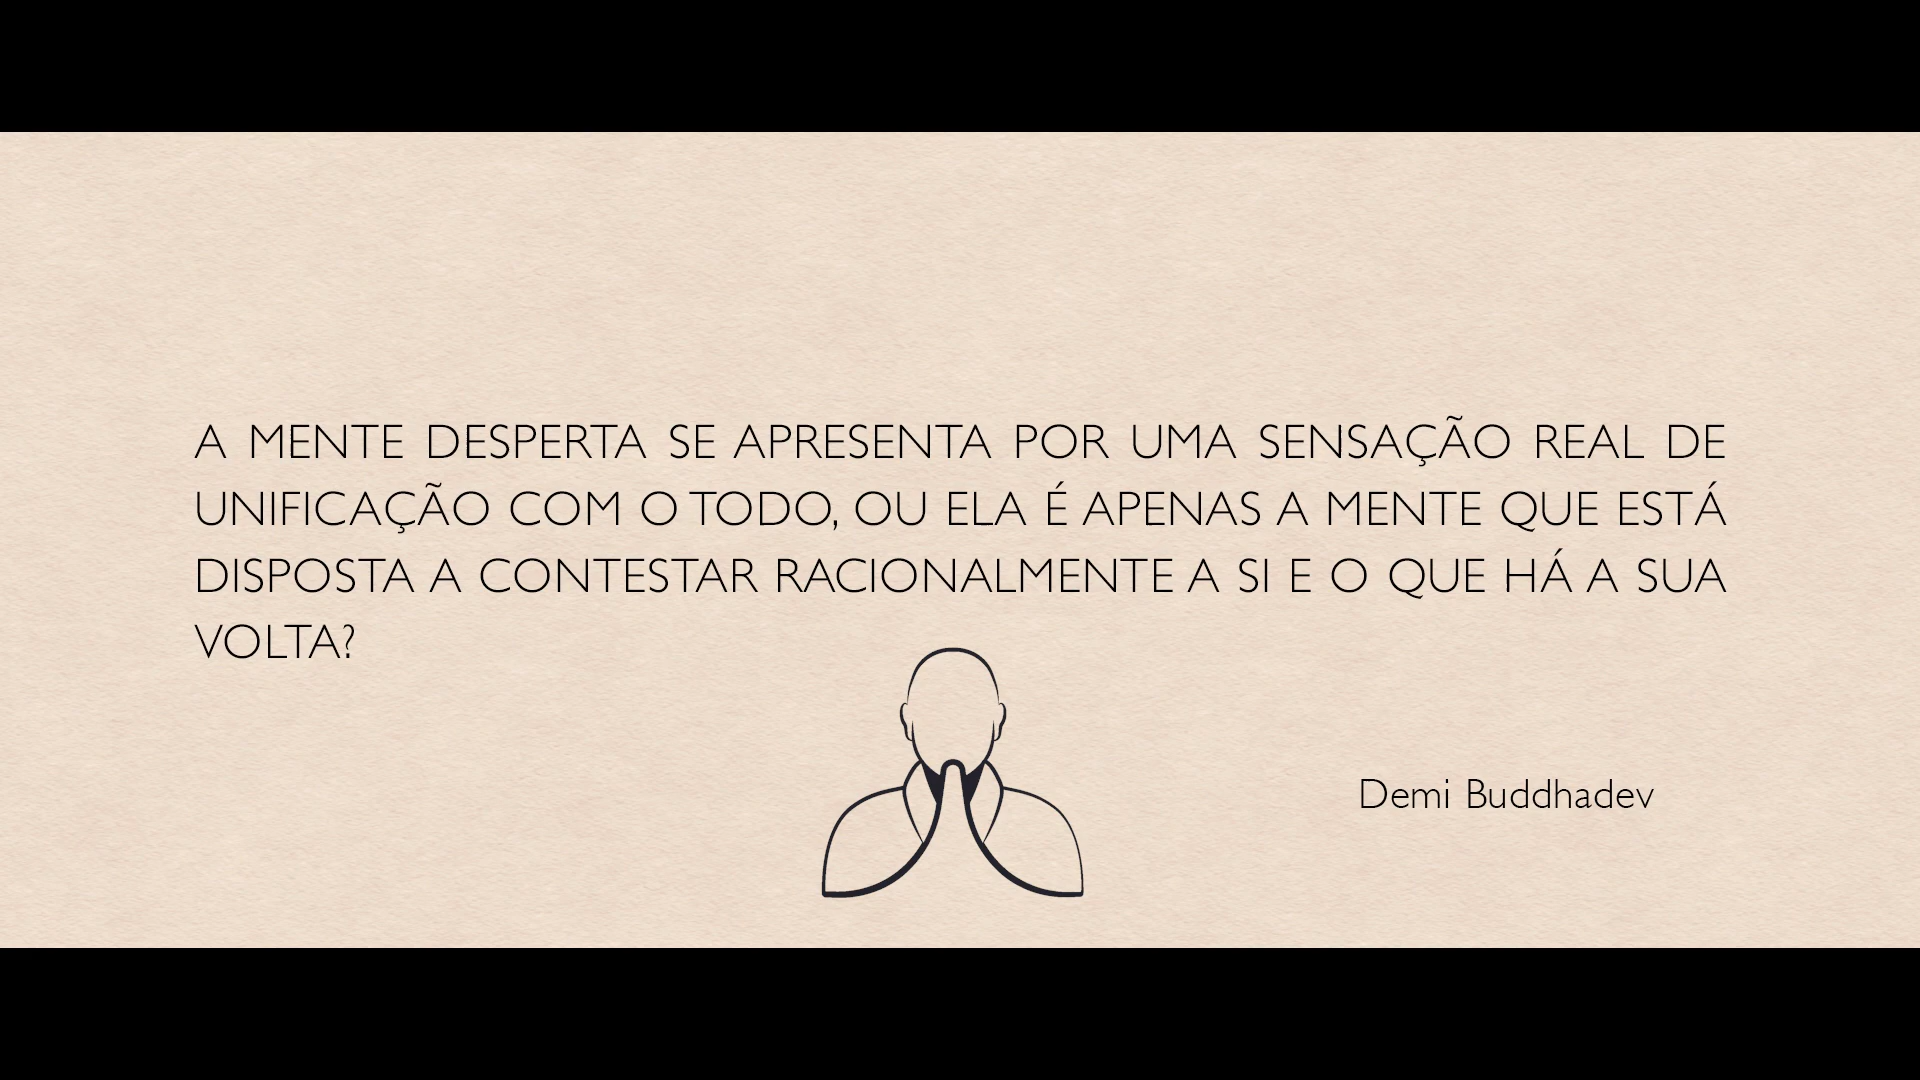 A MENTE DESPERTA SE APRESENTA POR UMA SENSAÇÃO REAL DE
UNIFICAÇÃO COM O TODO, OU ELA É APENAS A MENTE QUE ESTÁ
DISPOSTA A CONTESTAR RACIONALMENTE A SI E O QUE HÁ A SUA
VOLTA?
Demi Buddhadev